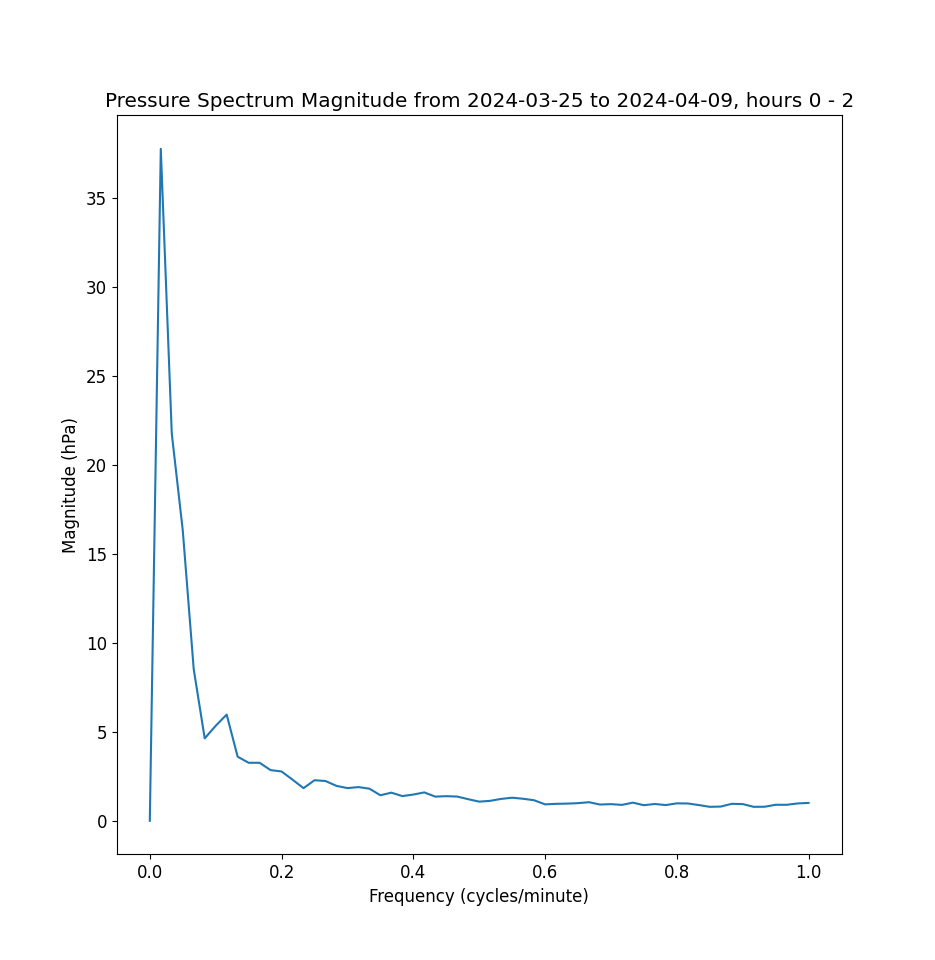 Pressure Spectrum Magnitude from 2024-03-25 to 2024-04-09, hours 0 - 2
Magnitude (hPa)
35
30
25
20
15
10
5
0
0.0 0.2 0.4 0.6 0.8 1.0
Frequency (cycles/minute)